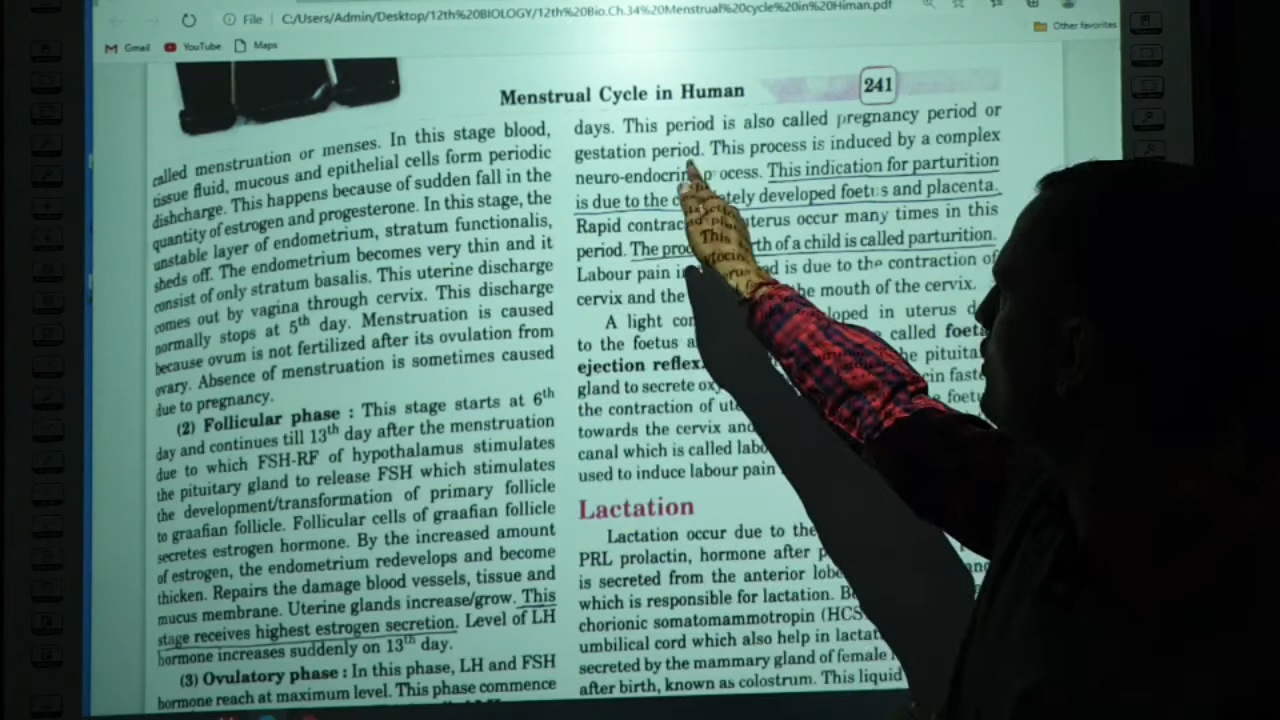 File C:/Users/Admin/Desktop/12th%20BIOLOGY/12th%20Bio.Ch.34%20Menstrual%20cycle%20in%20Himan.pdf
Gmail YouTube Maps
Other favorites
Menstrual Cycle in Human
241
called menstruation or menses. In this stage blood,
tissue fluid, mucous and epithelial cells form periodic
dishcharge. This happens because of sudden fall in the
quantity of estrogen and progesterone. In this stage, the
unstable layer of endometrium, stratum functionalis,
sheds off. The endometrium becomes very thin and it
consist of only stratum basalis. This uterine discharge
comes out by vagina through cervix. This discharge
normally stops at 5th day. Menstruation is caused
because ovum is not fertilized after its ovulation from
ovary. Absence of menstruation is sometimes caused
due to pregnancy.
(2) Follicular phase : This stage starts at 6th
day and continues till 13th day after the menstruation
due to which FSH-RF of hypothalamus stimulates
the pituitary gland to release FSH which stimulates
the development/transformation of primary follicle
to graafian follicle. Follicular cells of graafian follicle
secretes estrogen hormone. By the increased amount
of estrogen, the endometrium redevelops and become
thicken. Repairs the damage blood vessels, tissue and
mucus membrane. Uterine glands increase/grow. This
stage receives highest estrogen secretion. Level of LH
hormone increases suddenly on 13th day.
(3) Ovulatory phase : In this phase, LH and FSH
hormone reach at maximum level. This phase commence
days. This period is also called pregnancy period or
gestation period. This process is induced by a complex
neuro-endocrin ocess. This indication for parturition
is due to the tely developed foetus and placenta.
Rapid contrac uterus occur many times in this
period. The rth of a child is called parturition.
Labour pain is due to the contraction of
cervix and the he mouth of the cervix.
A light loped in uterus
to the foetus called
ejection reflex. he pituita
gland to secrete cin fast
the contraction of foet
towards the cervix and
canal which is called
used to induce labour pain
Lactation
Lactation occur due to the
PRL prolactin, hormone after
is secreted from the anterior
which is responsible for lactation.
chorionic somatomammotropin (HCS
umbilical cord which also help in lactat
secreted by the mammary gland of female
after birth, known as colostrum. This liquid